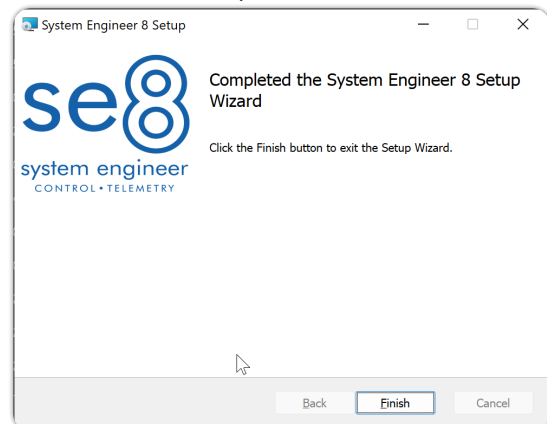 System Engineer 8 Setup
se8
system engineer
CONTROL • TELEMETRY
Completed the System Engineer 8 Setup
Wizard
Click the Finish button to exit the Setup Wizard.
Back
Finish
Cancel